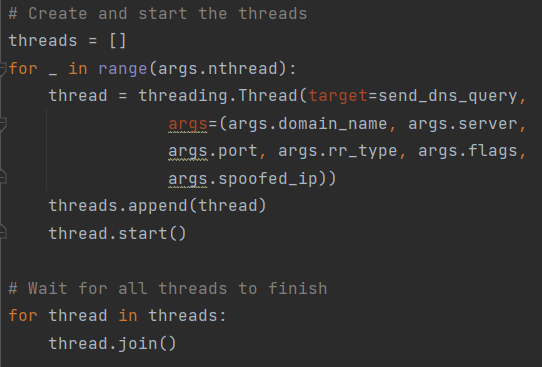 # Create and start the threads
threads = []
for _ in range(args.nthread):
    thread = threading.Thread(target=send_dns_query,
               args=(args.domain_name, args.server,
               args.port, args.rr_type, args.flags,
               args.spoofed_ip))
    threads.append(thread)
    thread.start()

# Wait for all threads to finish
for thread in threads:
    thread.join()